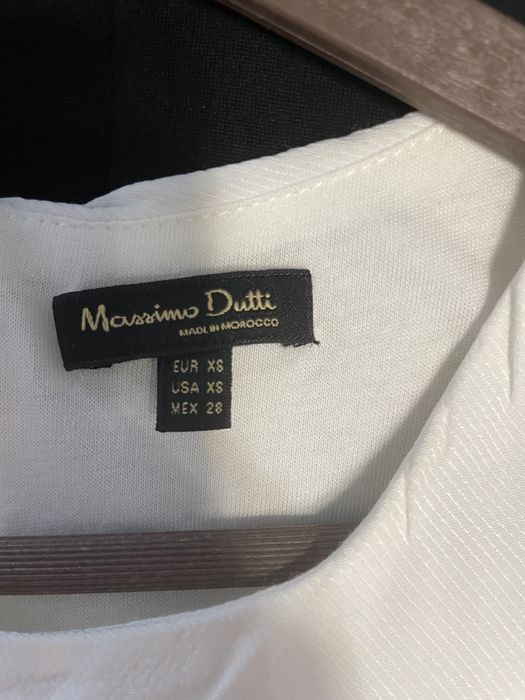 Massimo Dutti
MADE IN MOROCCO
EUR XS
USA XS
MEX 28